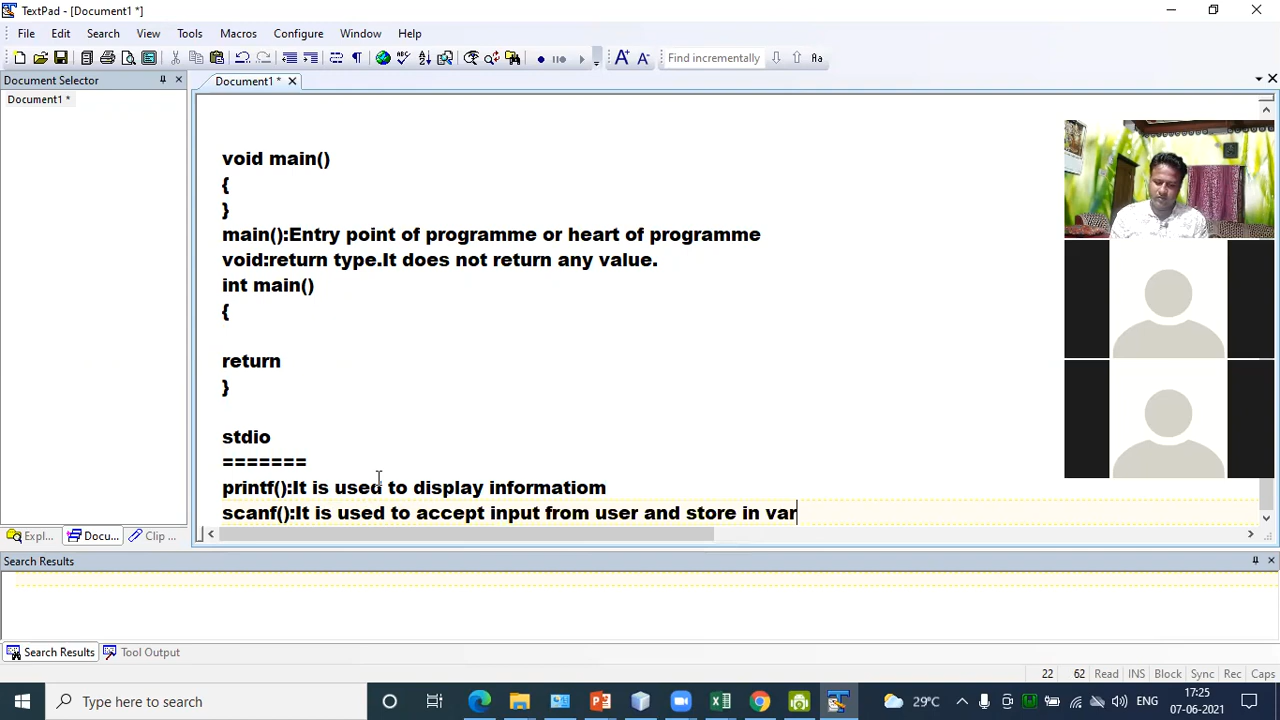 TextPad - [Document1 *]
File Edit Search View Tools Macros Configure Window Help
Find incrementally
Document Selector
Document1 *
Document1 *
void main()
{
}
main():Entry point of programme or heart of programme
void:return type.It does not return any value.
int main()
{
return
}
stdio
=======
printf():It is used to display informatiom
scanf():It is used to accept input from user and store in var
Expl... Docu... Clip ...
Search Results
Search Results Tool Output
22 62 Read INS Block Sync Rec Caps
Type here to search
29°C ENG
17:25
07-06-2021